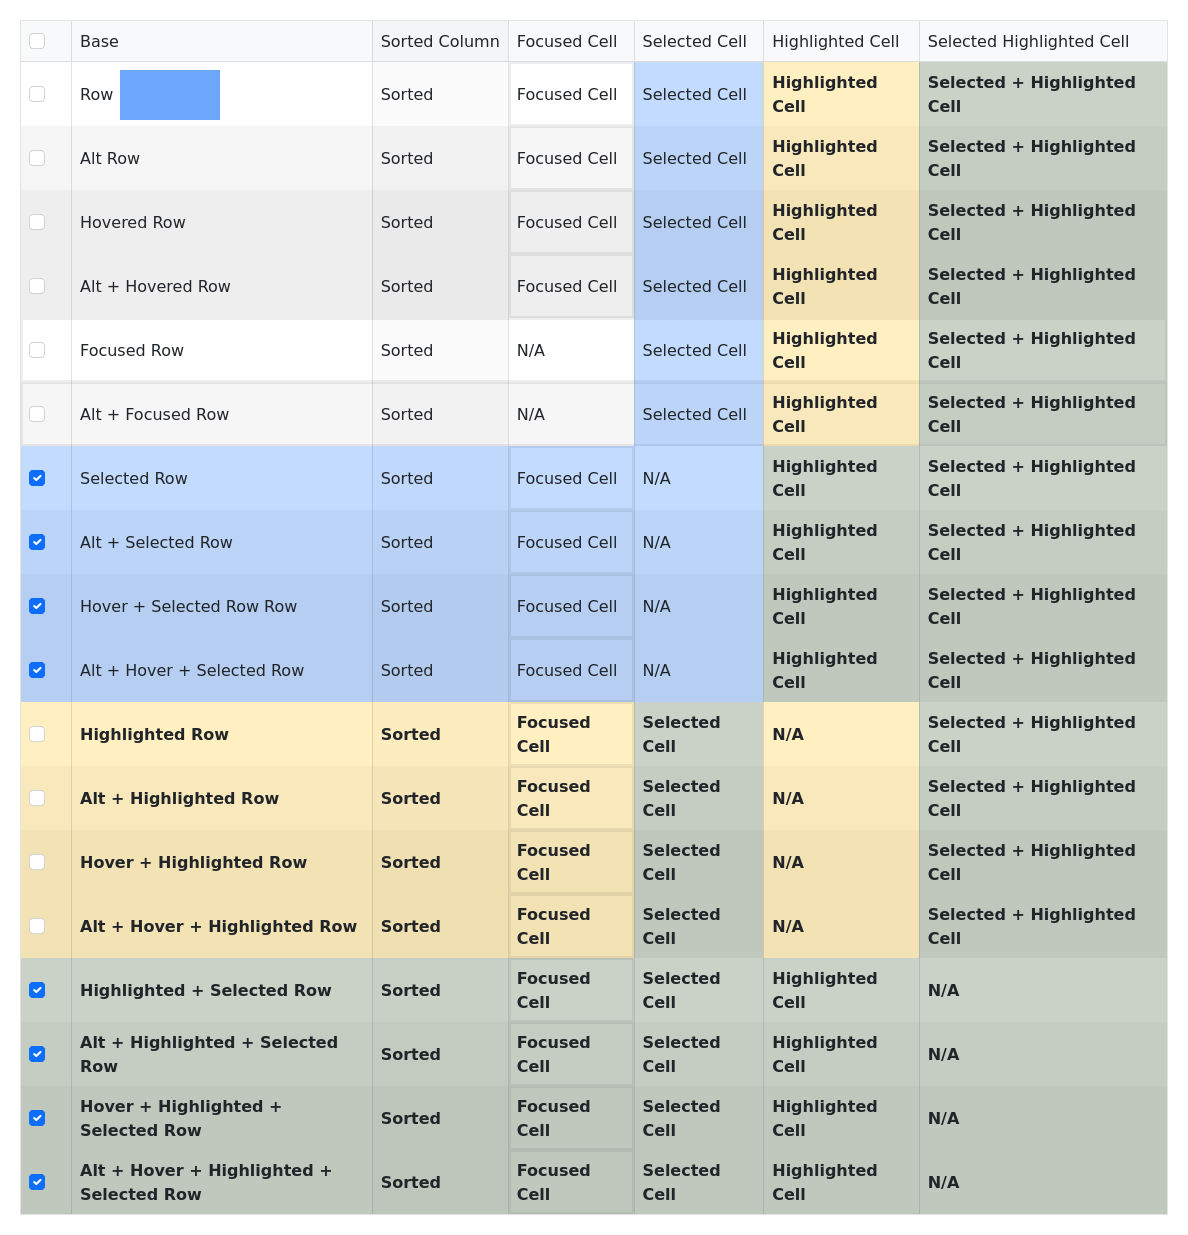 Base Sorted Column Focused Cell Selected Cell Highlighted Cell Selected Highlighted Cell
Row Sorted Focused Cell Selected Cell Highlighted Cell Selected + Highlighted Cell
Alt Row Sorted Focused Cell Selected Cell Highlighted Cell Selected + Highlighted Cell
Hovered Row Sorted Focused Cell Selected Cell Highlighted Cell Selected + Highlighted Cell
Alt + Hovered Row Sorted Focused Cell Selected Cell Highlighted Cell Selected + Highlighted Cell
Focused Row Sorted N/A Selected Cell Highlighted Cell Selected + Highlighted Cell
Alt + Focused Row Sorted N/A Selected Cell Highlighted Cell Selected + Highlighted Cell
Selected Row Sorted Focused Cell N/A Highlighted Cell Selected + Highlighted Cell
Alt + Selected Row Sorted Focused Cell N/A Highlighted Cell Selected + Highlighted Cell
Hover + Selected Row Row Sorted Focused Cell N/A Highlighted Cell Selected + Highlighted Cell
Alt + Hover + Selected Row Sorted Focused Cell N/A Highlighted Cell Selected + Highlighted Cell
Highlighted Row Sorted Focused Cell Selected Cell N/A Selected + Highlighted Cell
Alt + Highlighted Row Sorted Focused Cell Selected Cell N/A Selected + Highlighted Cell
Hover + Highlighted Row Sorted Focused Cell Selected Cell N/A Selected + Highlighted Cell
Alt + Hover + Highlighted Row Sorted Focused Cell Selected Cell N/A Selected + Highlighted Cell
Highlighted + Selected Row Sorted Focused Cell Selected Cell Highlighted Cell N/A
Alt + Highlighted + Selected Row Sorted Focused Cell Selected Cell Highlighted Cell N/A
Hover + Highlighted + Selected Row Sorted Focused Cell Selected Cell Highlighted Cell N/A
Alt + Hover + Highlighted + Selected Row Sorted Focused Cell Selected Cell Highlighted Cell N/A